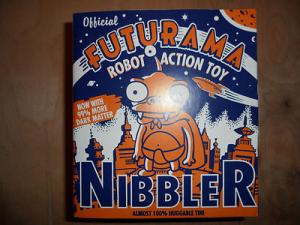 Official
FUTURAMA
ROBOT ACTION TOY
NOW WITH
99% MORE
DARK MATTER
NIBBLER
ALMOST 100% HUGGABLE TOO